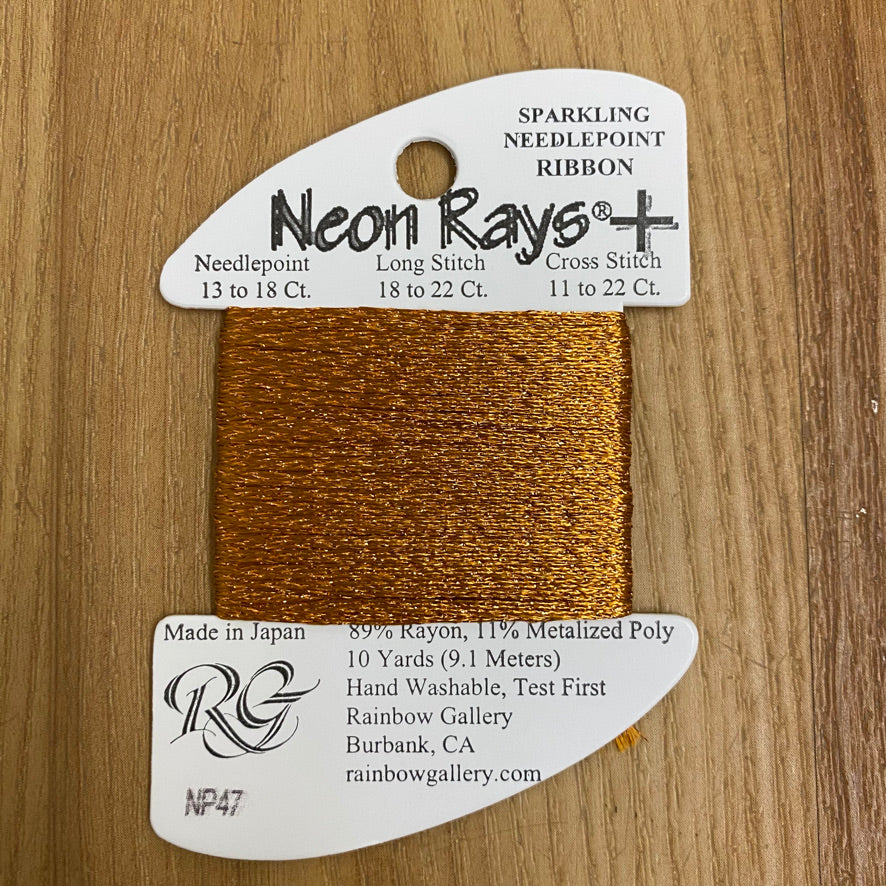 SPARKLING
NEEDLEPOINT
RIBBON
Neon Rays®+
Needlepoint Long Stitch Cross Stitch
13 to 18 Ct. 18 to 22 Ct. 11 to 22 Ct.
Made in Japan 89% Rayon, 11% Metalized Poly
10 Yards (9.1 Meters)
Hand Washable, Test First
RG Rainbow Gallery
Burbank, CA
rainbowgallery.com
NP47